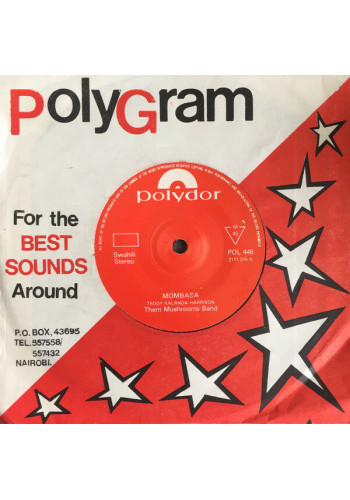 PolyGram
For the
BEST
SOUNDS
Around
P.O. BOX, 43695
TEL. 557558/
557432
NAIROBI.
polydor
Swahili
Stereo
45
POL 446
MOMBASA
TEDDY KALANDA HARRISON
Them Mushrooms Band